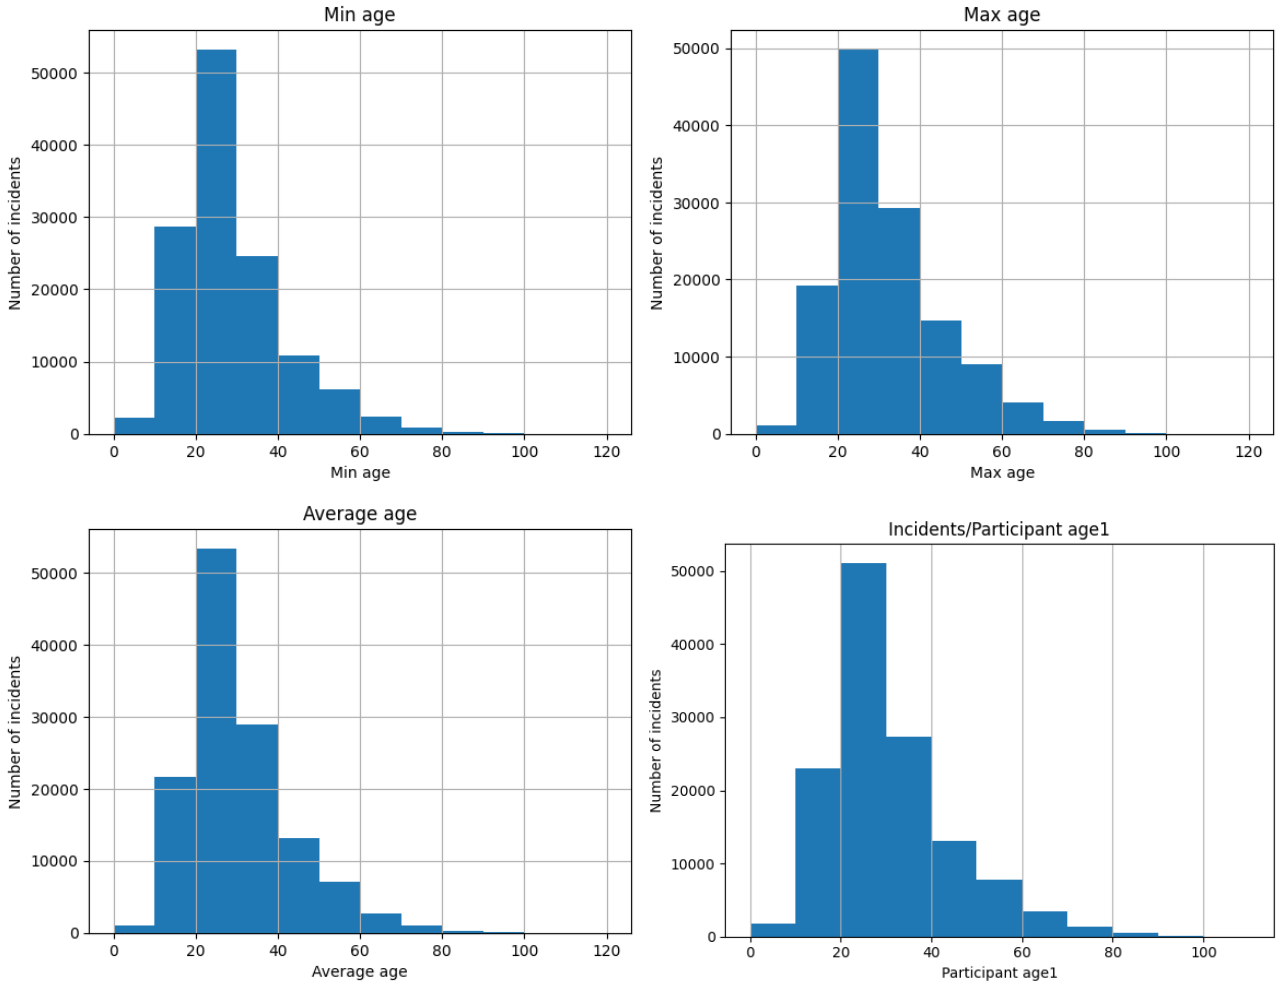 Min age
Number of incidents
50000
40000
30000
20000
10000
0
0 20 40 60 80 100 120
Min age
Max age
Number of incidents
50000
40000
30000
20000
10000
0
0 20 40 60 80 100 120
Max age
Average age
Number of incidents
50000
40000
30000
20000
10000
0
0 20 40 60 80 100 120
Average age
Incidents/Participant age1
Number of incidents
50000
40000
30000
20000
10000
0
0 20 40 60 80 100
Participant age1